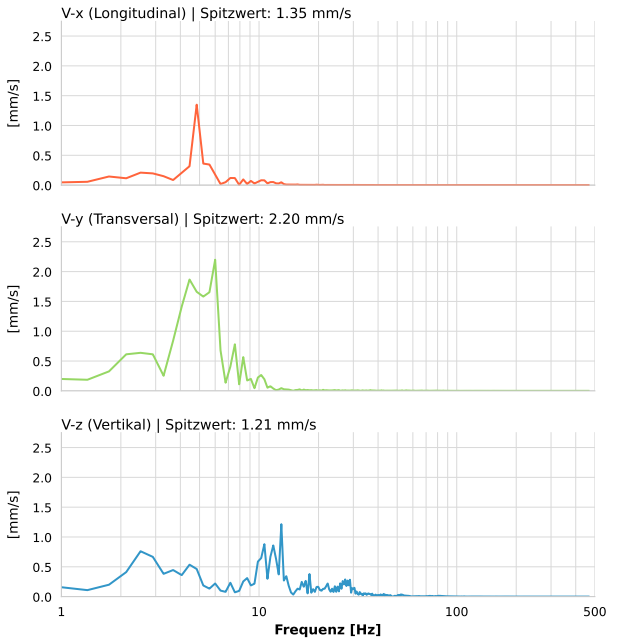 V-x (Longitudinal) | Spitzwert: 1.35 mm/s
2.5
2.0
1.5
1.0
0.5
0.0
[mm/s]
V-y (Transversal) | Spitzwert: 2.20 mm/s
2.5
2.0
1.5
1.0
0.5
0.0
[mm/s]
V-z (Vertikal) | Spitzwert: 1.21 mm/s
2.5
2.0
1.5
1.0
0.5
0.0
[mm/s]
1 10 100 500
Frequenz [Hz]